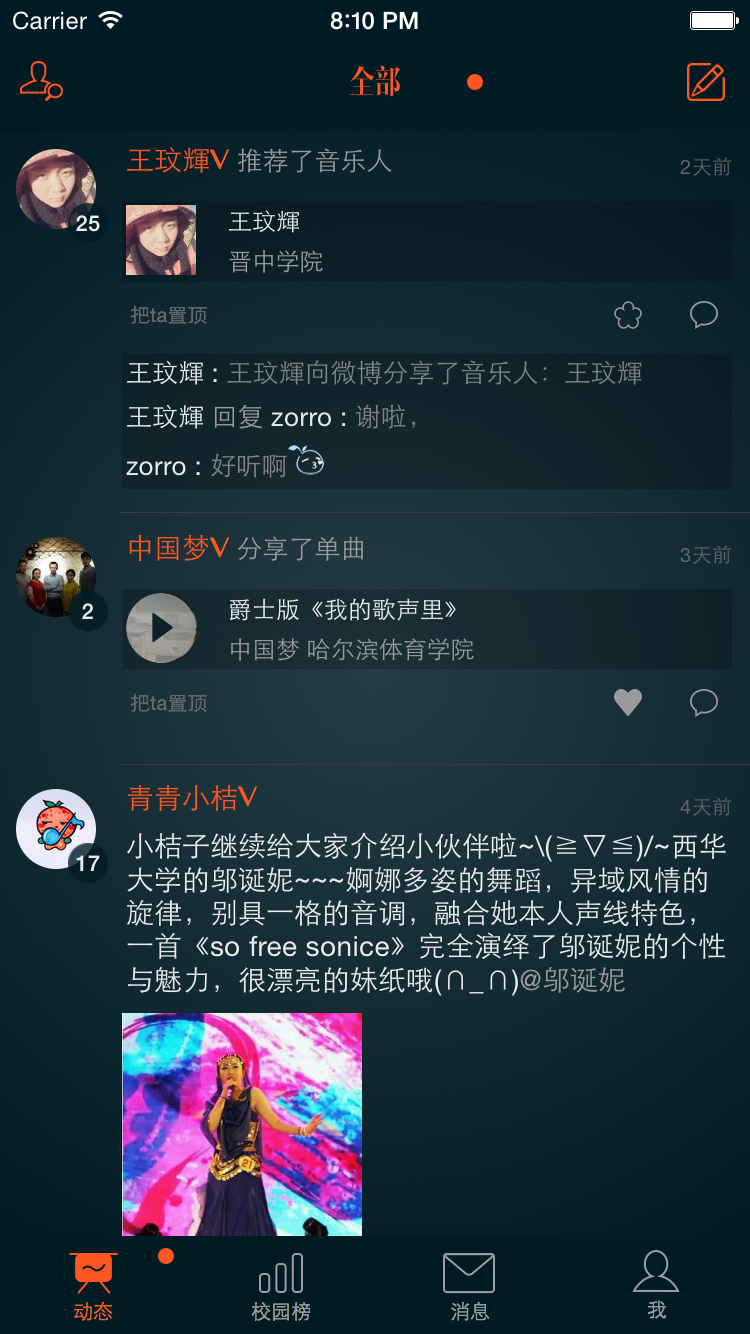 Carrier 8:10 PM
全部
王玟輝V 推荐了音乐人 2天前
25
王玟輝
晋中学院
把ta置顶
王玟輝 : 王玟輝向微博分享了音乐人：王玟輝
王玟輝 回复 zorro : 谢啦，
zorro : 好听啊
中国梦V 分享了单曲 3天前
2
爵士版《我的歌声里》
中国梦 哈尔滨体育学院
把ta置顶
青青小桔V 4天前
17
小桔子继续给大家介绍小伙伴啦~\(≧▽≦)/~西华
大学的邬诞妮~~~婀娜多姿的舞蹈，异域风情的
旋律，别具一格的音调，融合她本人声线特色，
一首《so free sonice》完全演绎了邬诞妮的个性
与魅力，很漂亮的妹纸哦(∩_∩)@邬诞妮
21
动态 校园榜 消息 我